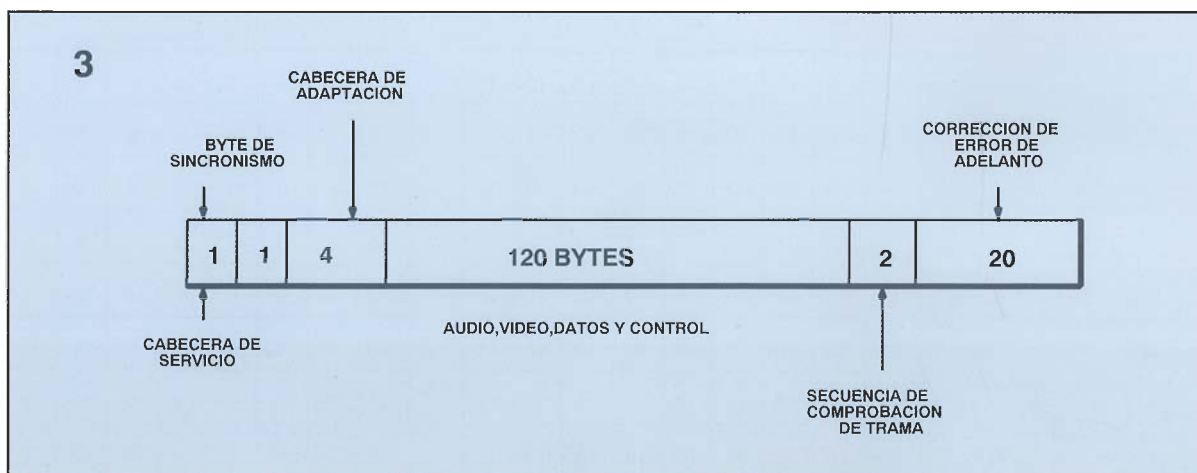 3
CABECERA DE
ADAPTACION
BYTE DE
SINCRONISMO
CORRECCION DE
ERROR DE
ADELANTO
1 1 4 120 BYTES 2 20
AUDIO,VIDEO,DATOS Y CONTROL
CABECERA DE
SERVICIO
SECUENCIA DE
COMPROBACION
DE TRAMA